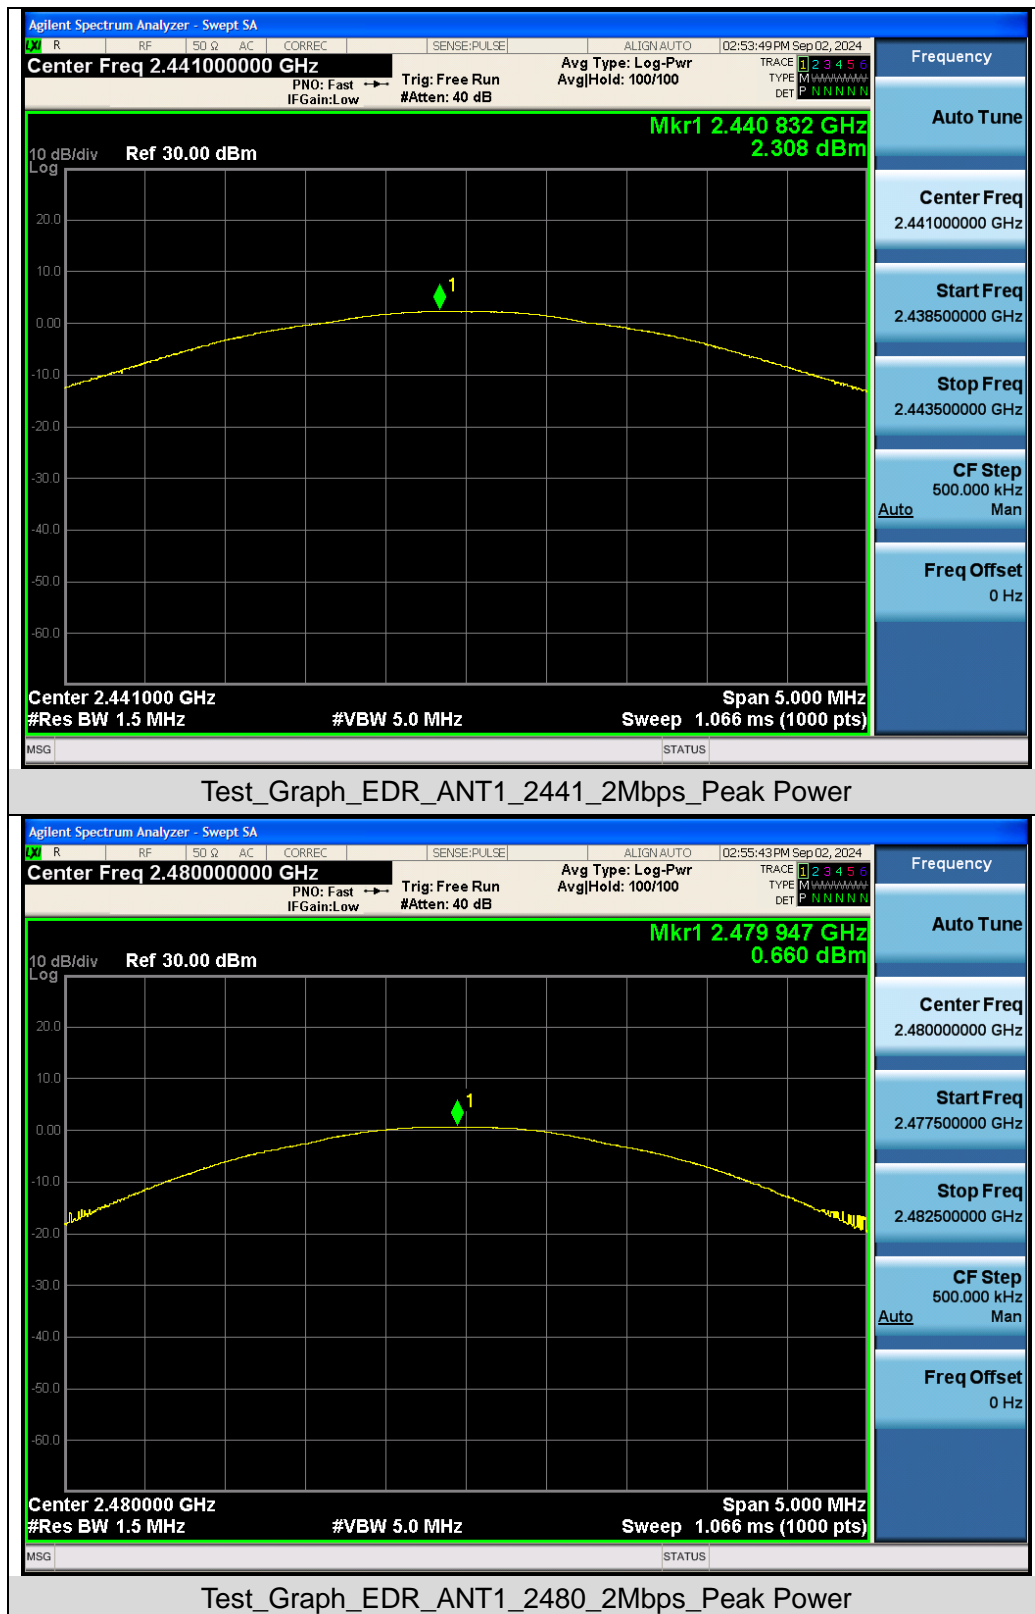 Agilent Spectrum Analyzer - Swept SA
LXI R RF 50 Ω AC CORREC SENSE:PULSE ALIGN AUTO 02:53:49 PM Sep 02, 2024
Center Freq 2.441000000 GHz
PNO: Fast
IFGain:Low
Trig: Free Run
#Atten: 40 dB
Avg Type: Log-Pwr
Avg|Hold: 100/100
TRACE 1 2 3 4 5 6
TYPE M
DET P N N N N N
Frequency
Mkr1 2.440 832 GHz
2.308 dBm
10 dB/div Ref 30.00 dBm
Log
20.0
10.0
1
0.00
-10.0
-20.0
-30.0
-40.0
-50.0
-60.0
Center 2.441000 GHz Span 5.000 MHz
#Res BW 1.5 MHz #VBW 5.0 MHz Sweep 1.066 ms (1000 pts)
MSG STATUS
Auto Tune
Center Freq
2.441000000 GHz
Start Freq
2.438500000 GHz
Stop Freq
2.443500000 GHz
CF Step
500.000 kHz
Auto Man
Freq Offset
0 Hz
Test_Graph_EDR_ANT1_2441_2Mbps_Peak Power
Agilent Spectrum Analyzer - Swept SA
LXI R RF 50 Ω AC CORREC SENSE:PULSE ALIGN AUTO 02:55:43 PM Sep 02, 2024
Center Freq 2.480000000 GHz
PNO: Fast
IFGain:Low
Trig: Free Run
#Atten: 40 dB
Avg Type: Log-Pwr
Avg|Hold: 100/100
TRACE 1 2 3 4 5 6
TYPE M
DET P N N N N N
Frequency
Mkr1 2.479 947 GHz
0.660 dBm
10 dB/div Ref 30.00 dBm
Log
20.0
10.0
1
0.00
-10.0
-20.0
-30.0
-40.0
-50.0
-60.0
Center 2.480000 GHz Span 5.000 MHz
#Res BW 1.5 MHz #VBW 5.0 MHz Sweep 1.066 ms (1000 pts)
MSG STATUS
Auto Tune
Center Freq
2.480000000 GHz
Start Freq
2.477500000 GHz
Stop Freq
2.482500000 GHz
CF Step
500.000 kHz
Auto Man
Freq Offset
0 Hz
Test_Graph_EDR_ANT1_2480_2Mbps_Peak Power